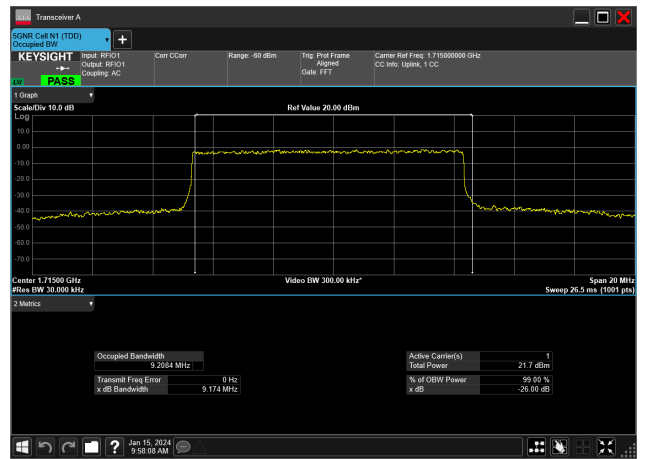 Transceiver A
5GNR Cell N1 (TDD)
Occupied BW
KEYSIGHT
Input: RFIO1
Output: RFIO1
Coupling: AC
Corr CCorr
Range: -60 dBm
Trig: Prot Frame
Aligned
Gate: FFT
Carrier Ref Freq: 1.715000000 GHz
CC Info: Uplink, 1 CC
LXI
PASS
1 Graph
Scale/Div 10.0 dB
Ref Value 20.00 dBm
Log
10.0
0.00
-10.0
-20.0
-30.0
-40.0
-50.0
-60.0
-70.0
Center 1.71500 GHz
Video BW 300.00 kHz*
Span 20 MHz
#Res BW 30.000 kHz
Sweep 26.5 ms (1001 pts)
2 Metrics
Occupied Bandwidth
9.2084 MHz
Active Carrier(s) 1
Total Power 21.7 dBm
Transmit Freq Error 0 Hz
x dB Bandwidth 9.174 MHz
% of OBW Power 99.00 %
x dB -26.00 dB
Jan 15, 2024
9:58:08 AM